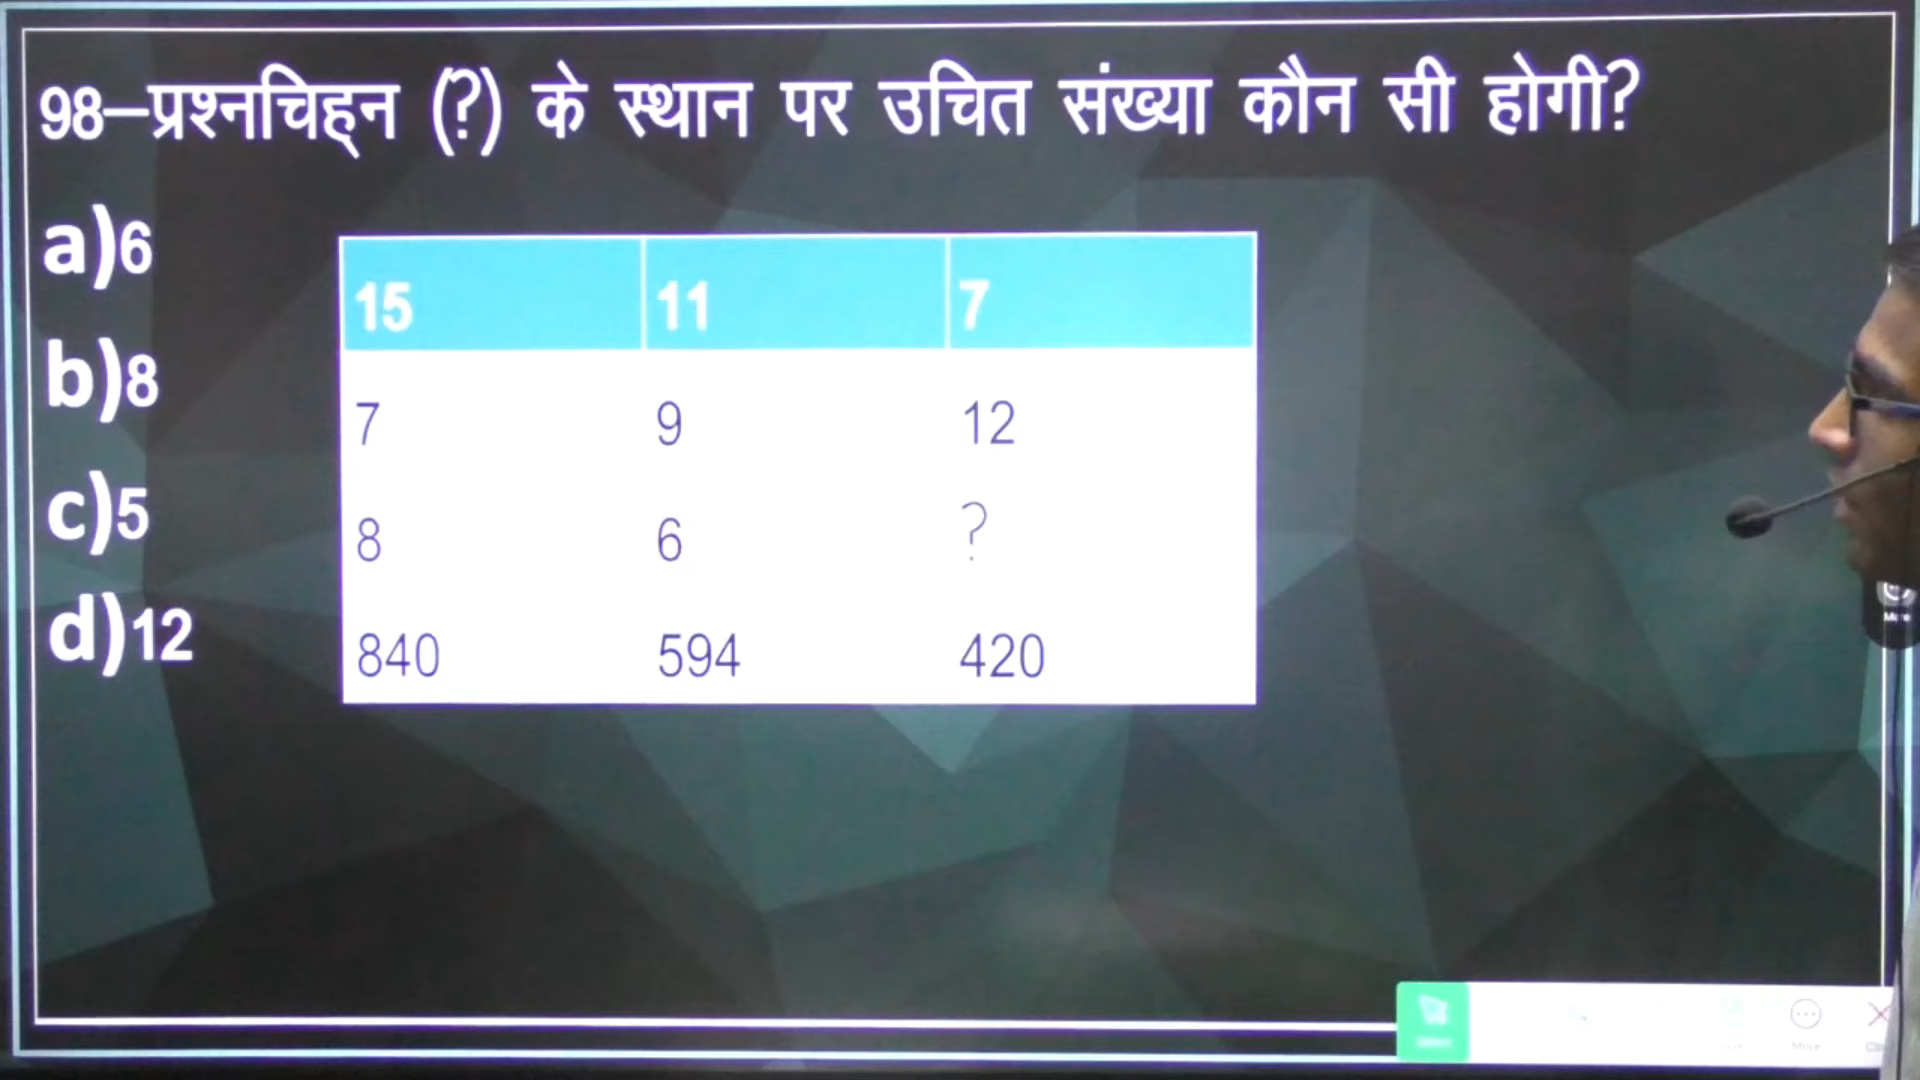 98–प्रश्नचिह्न (?) के स्थान पर उचित संख्या कौन सी होगी?
a)6
b)8
c)5
d)12
15 11 7
7 9 12
8 6 ?
840 594 420
More